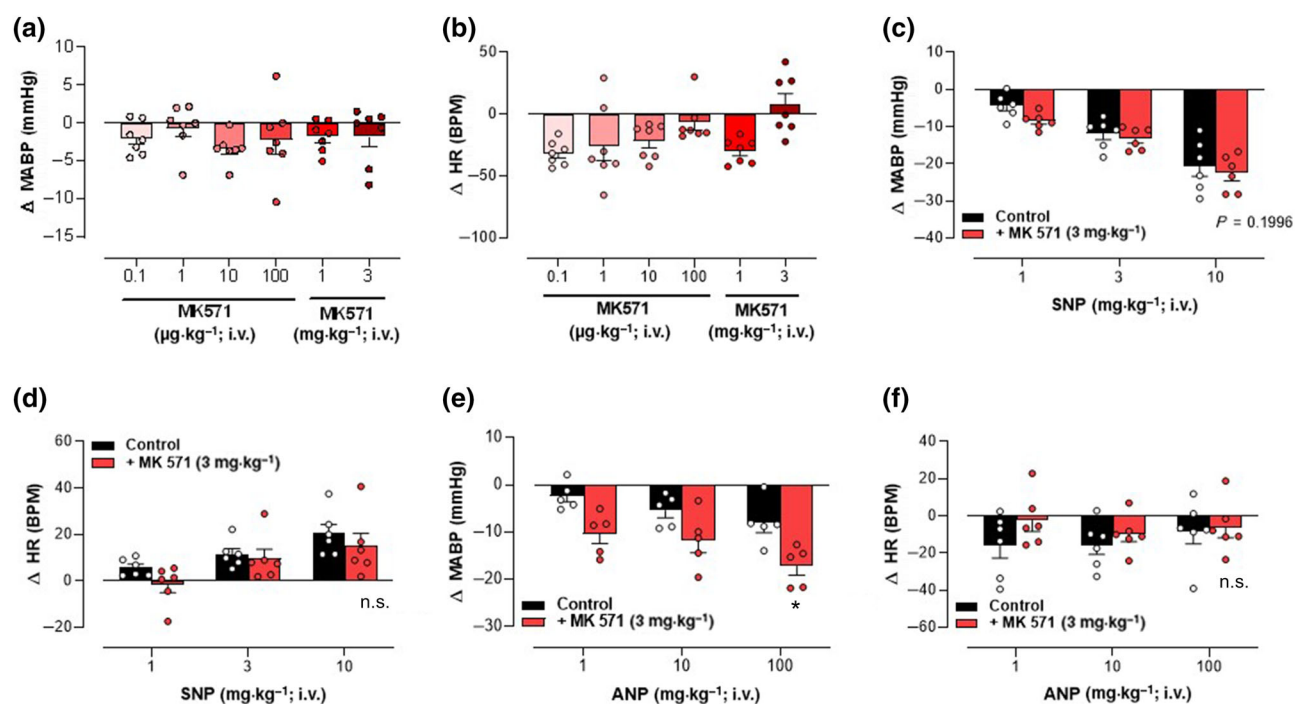 (a)
10
5
0
−5
−10
−15
Δ MABP (mmHg)
0.1 1 10 100 1 3
MK571 MK571
(µg·kg⁻¹; i.v.) (mg·kg⁻¹; i.v.)
(b)
50
0
−50
−100
Δ HR (BPM)
0.1 1 10 100 1 3
MK571 MK571
(µg·kg⁻¹; i.v.) (mg·kg⁻¹; i.v.)
(c)
10
0
−10
−20
−30
−40
Δ MABP (mmHg)
Control
+ MK 571 (3 mg·kg⁻¹)
P = 0.1996
1 3 10
SNP (mg·kg⁻¹; i.v.)
(d)
60
40
20
0
−20
Δ HR (BPM)
Control
+ MK 571 (3 mg·kg⁻¹)
n.s.
1 3 10
SNP (mg·kg⁻¹; i.v.)
(e)
10
0
−10
−20
−30
Δ MABP (mmHg)
Control
+ MK 571 (3 mg·kg⁻¹)
*
1 10 100
ANP (mg·kg⁻¹; i.v.)
(f)
40
20
0
−20
−40
−60
Δ HR (BPM)
n.s.
Control
+ MK 571 (3 mg·kg⁻¹)
1 10 100
ANP (mg·kg⁻¹; i.v.)